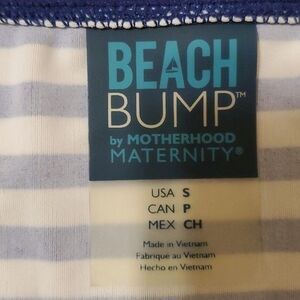 BEACH
BUMP™
by MOTHERHOOD
MATERNITY®
USA S
CAN P
MEX CH
Made in Vietnam
Fabriqué au Vietnam
Hecho en Vietnam